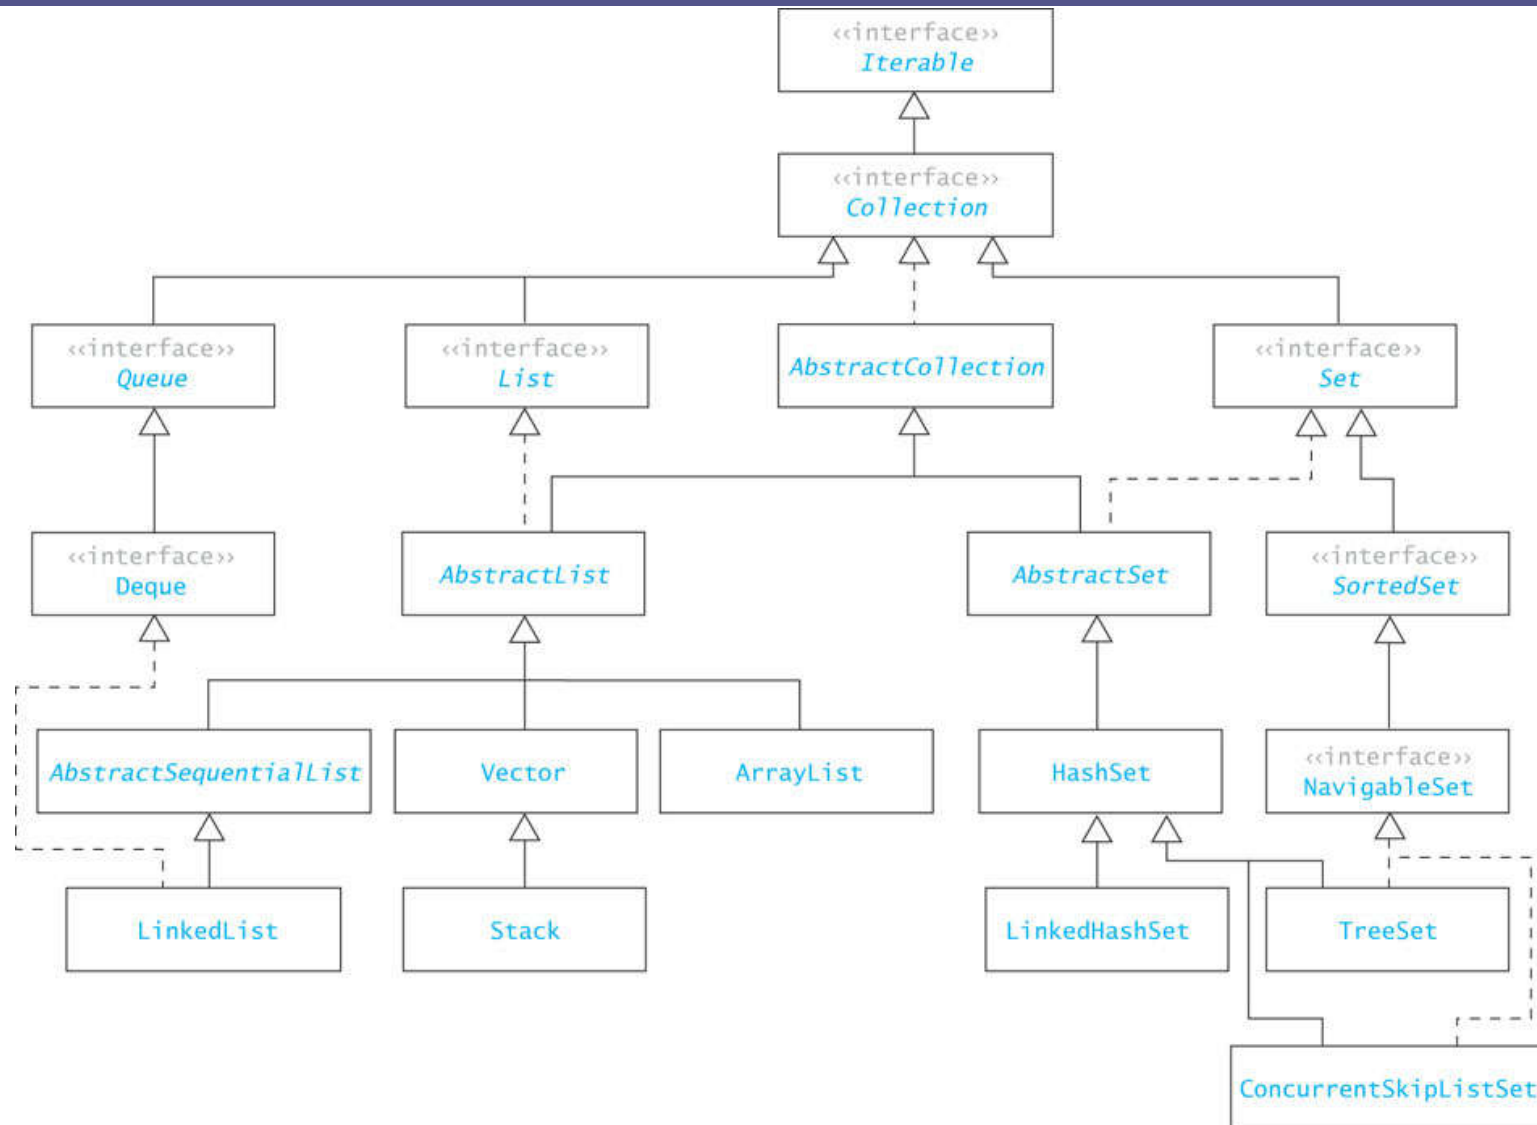 ‹‹interface››
Iterable
‹‹interface››
Collection
‹‹interface››
Queue
‹‹interface››
List
AbstractCollection
‹‹interface››
Set
‹‹interface››
Deque
AbstractList
AbstractSet
‹‹interface››
SortedSet
AbstractSequentialList
Vector
ArrayList
HashSet
‹‹interface››
NavigableSet
LinkedList
Stack
LinkedHashSet
TreeSet
ConcurrentSkipListSet